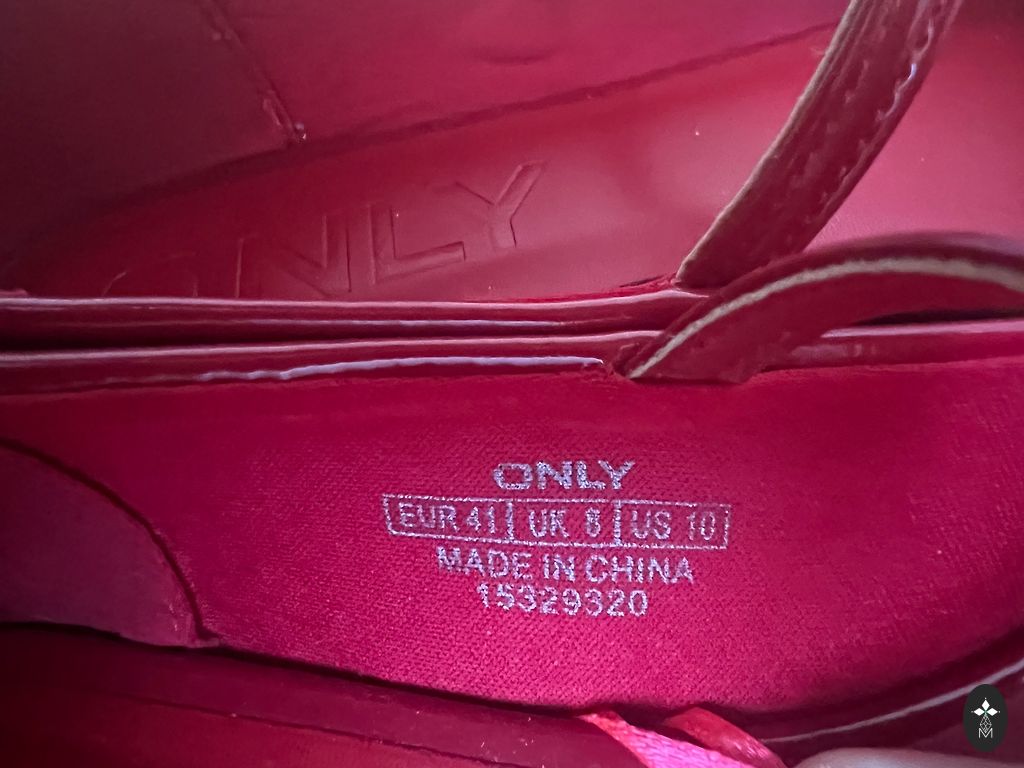 ONLY
ONLY
EUR 41 UK 8 US 10
MADE IN CHINA
15329320
M